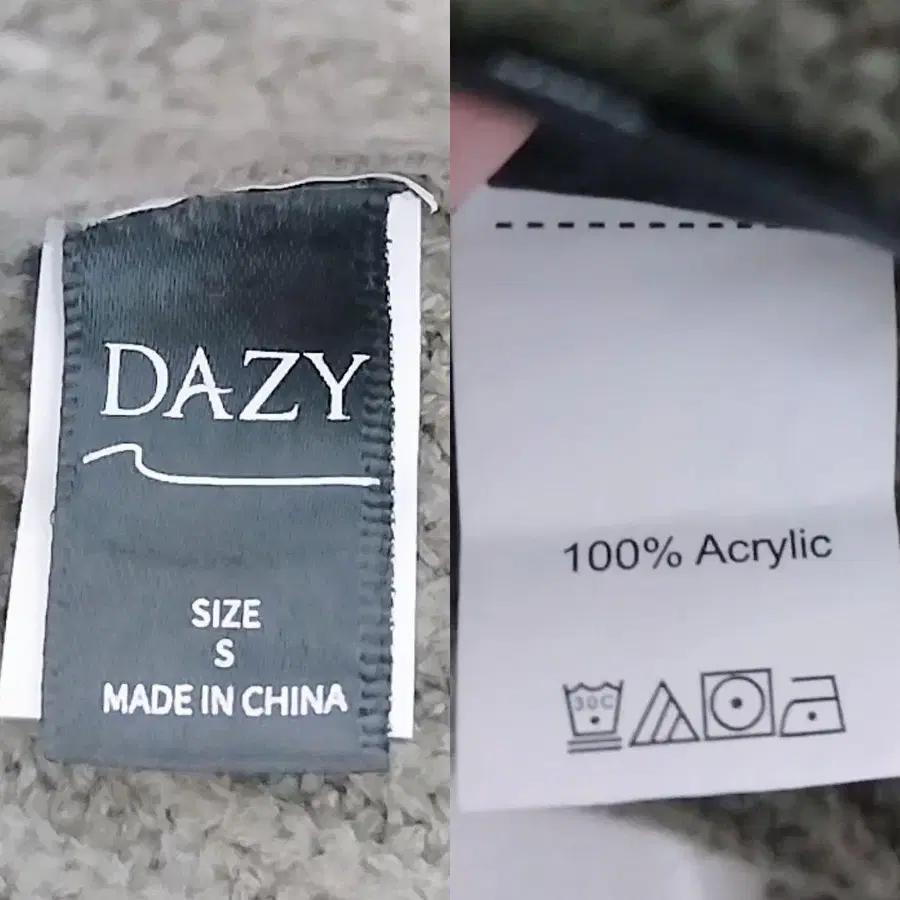 DAZY
SIZE
S
MADE IN CHINA
100% Acrylic
30C